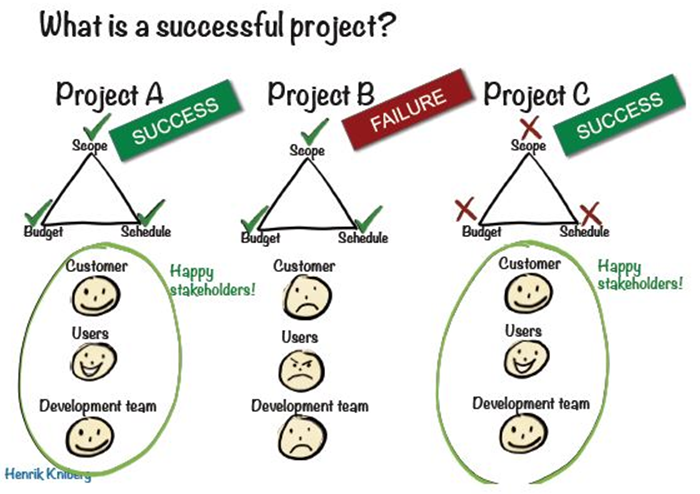 What is a successful project?
Project A
SUCCESS
Scope
Budget
Schedule
Customer
Happy
stakeholders!
Users
Development team
Project B
FAILURE
Scope
Budget
Schedule
Customer
Users
Development team
Project C
SUCCESS
Scope
Budget
Schedule
Customer
Happy
stakeholders!
Users
Development team
Henrik Kniberg